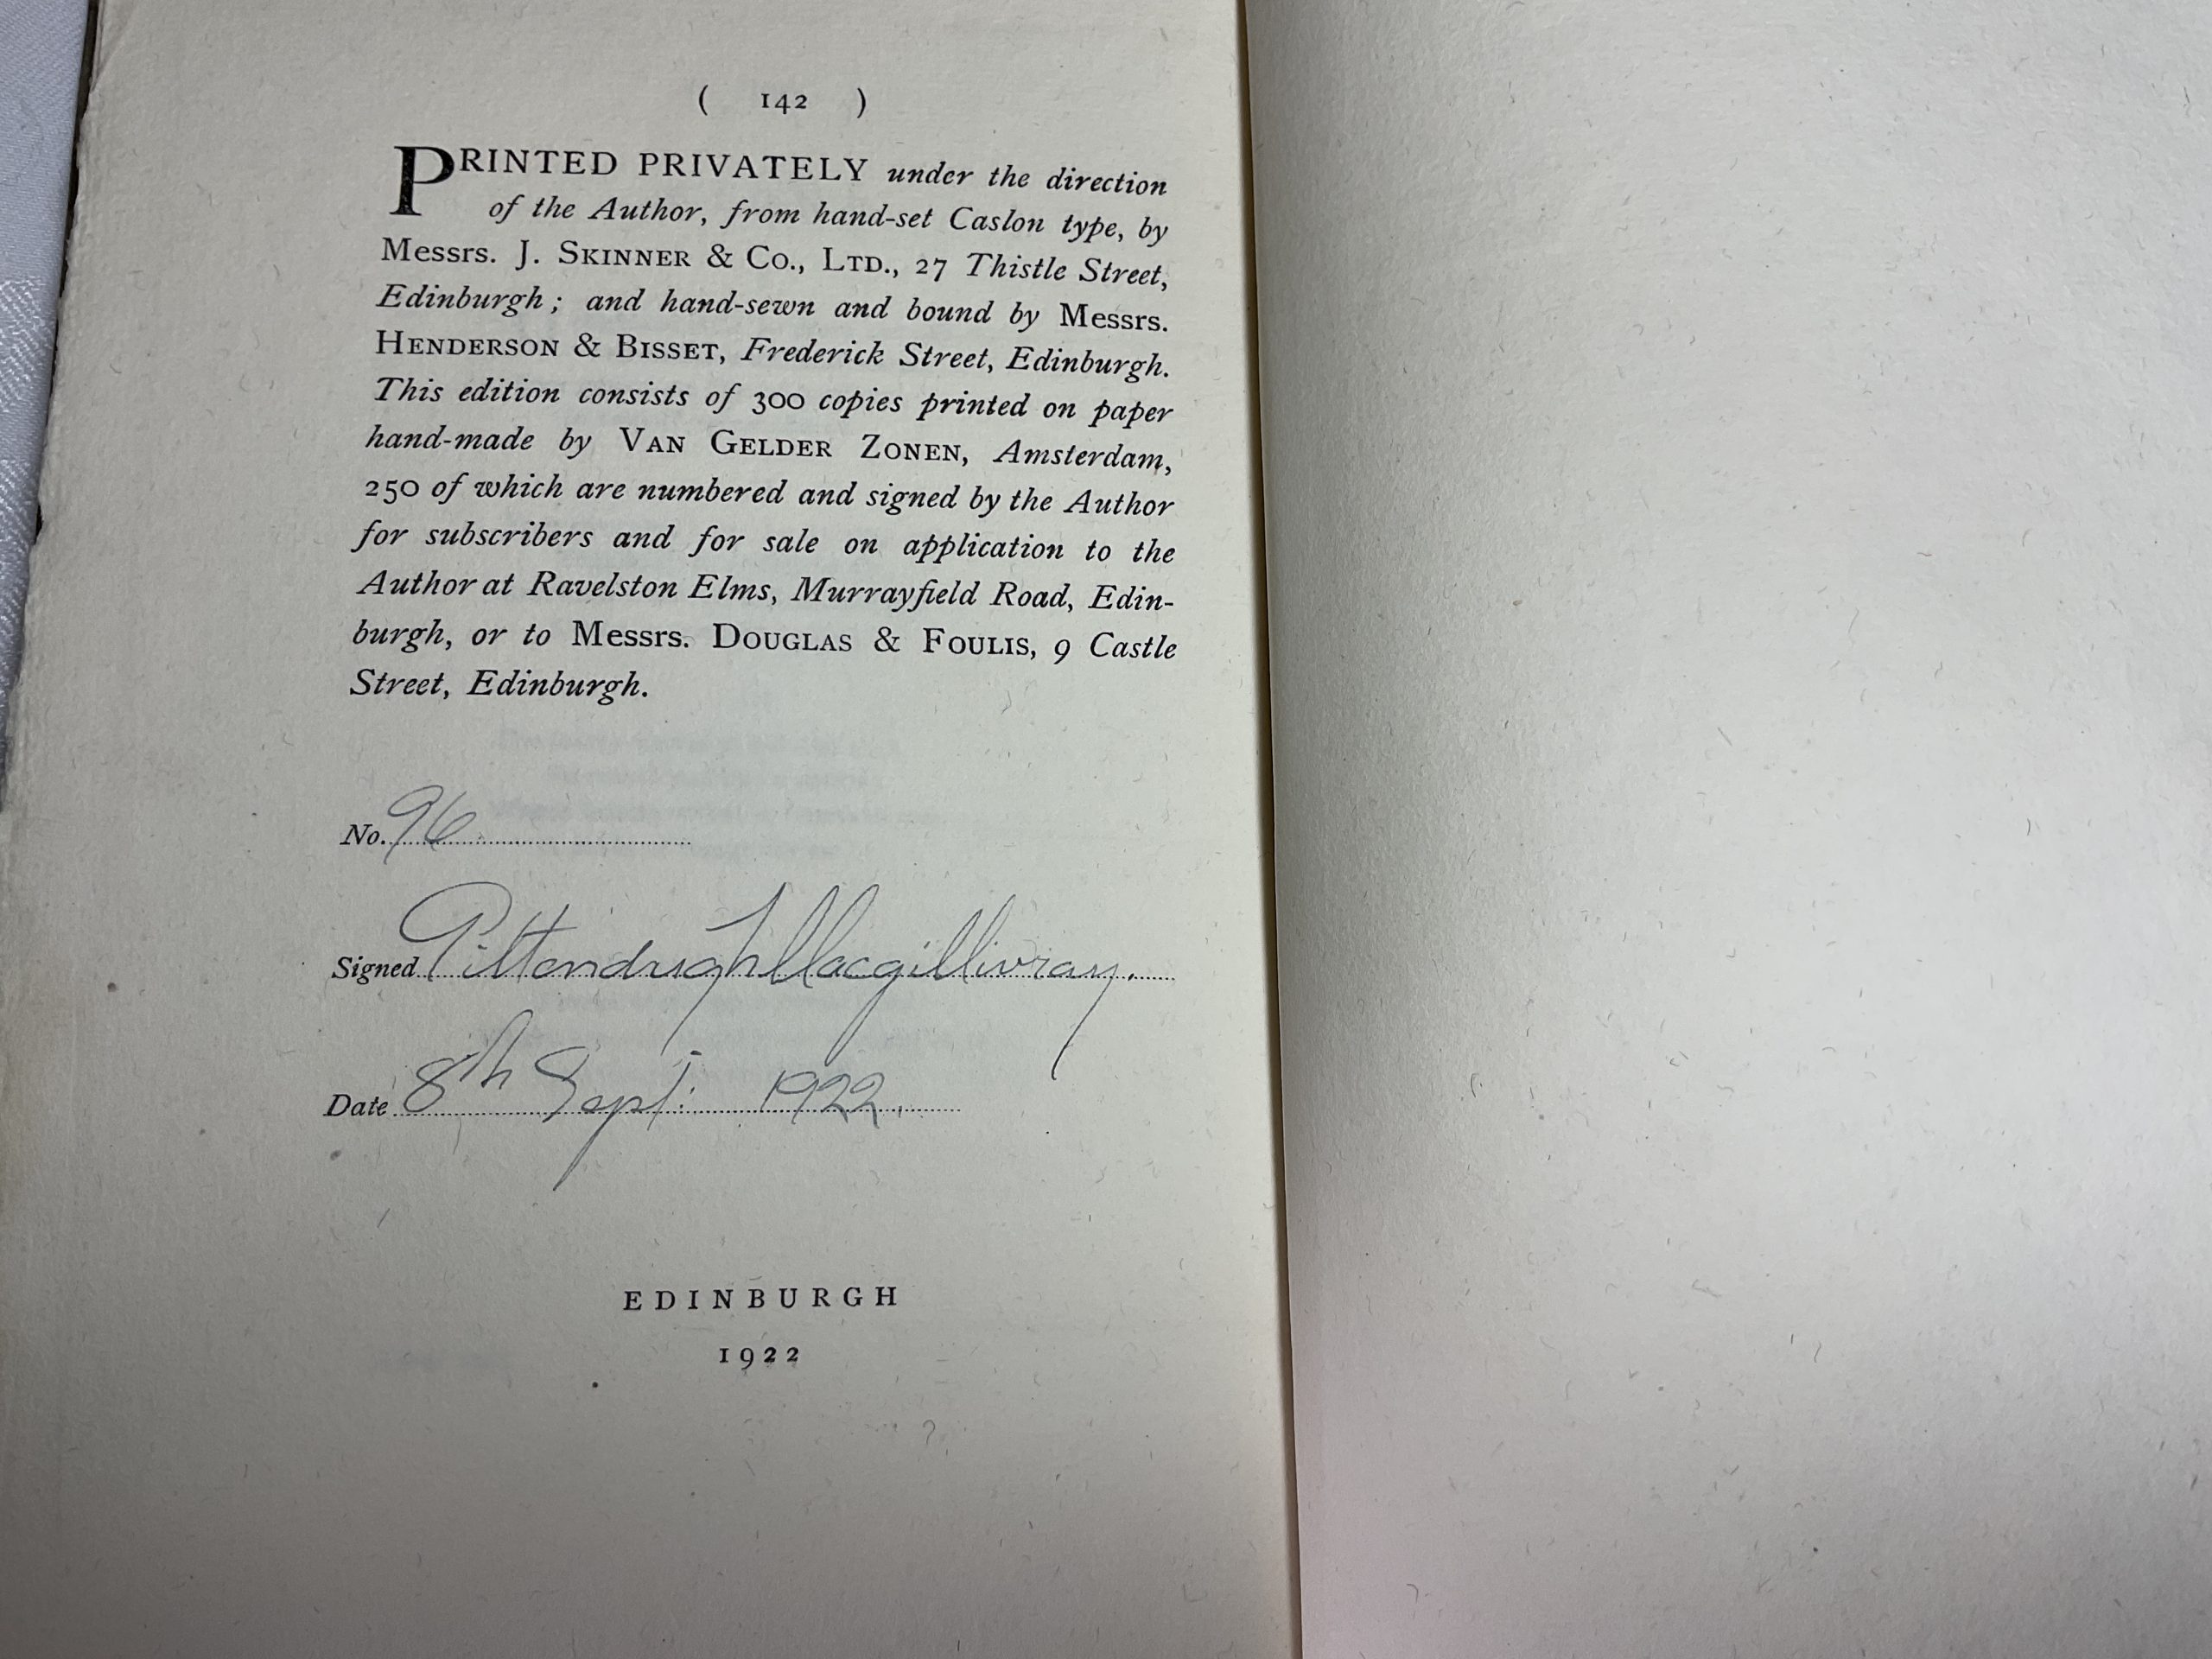 ( 142 )
PRINTED PRIVATELY under the direction
of the Author, from hand-set Caslon type, by
Messrs. J. SKINNER & Co., LTD., 27 Thistle Street,
Edinburgh; and hand-sewn and bound by Messrs.
HENDERSON & BISSET, Frederick Street, Edinburgh.
This edition consists of 300 copies printed on paper
hand-made by VAN GELDER ZONEN, Amsterdam,
250 of which are numbered and signed by the Author
for subscribers and for sale on application to the
Author at Ravelston Elms, Murrayfield Road, Edin-
burgh, or to Messrs. DOUGLAS & FOULIS, 9 Castle
Street, Edinburgh.
No. 96
Signed Pittendrigh Macgillivray.
Date 8th Sept: 1922.
EDINBURGH
1922